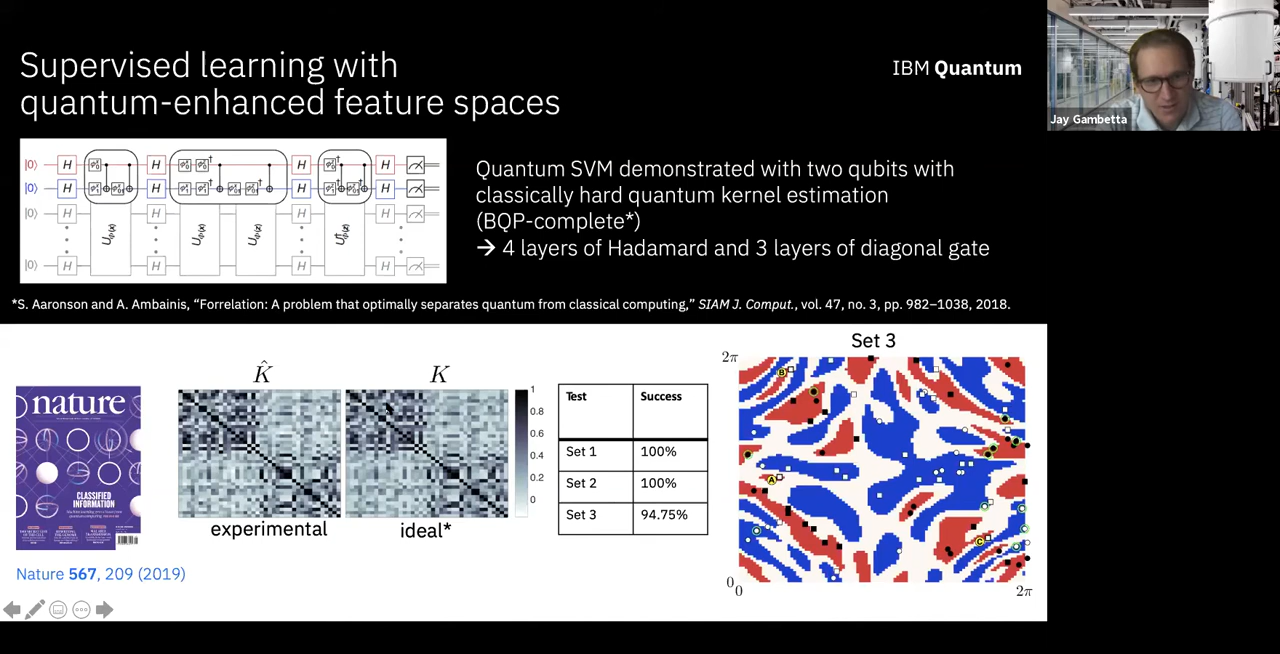 Supervised learning with
quantum-enhanced feature spaces
IBM Quantum
Jay Gambetta
|0⟩ H H H H
|0⟩ H H H H
|0⟩ H H H H
|0⟩ H H H H
Quantum SVM demonstrated with two qubits with
classically hard quantum kernel estimation
(BQP-complete*)
→ 4 layers of Hadamard and 3 layers of diagonal gate
*S. Aaronson and A. Ambainis, “Forrelation: A problem that optimally separates quantum from classical computing,” SIAM J. Comput., vol. 47, no. 3, pp. 982–1038, 2018.
nature
CLASSIFIED
INFORMATION
Nature 567, 209 (2019)
K̂
experimental
K
ideal*
1
0.8
0.6
0.4
0.2
0
Test Success
Set 1 100%
Set 2 100%
Set 3 94.75%
Set 3
2π
B
A
C
0
0
2π